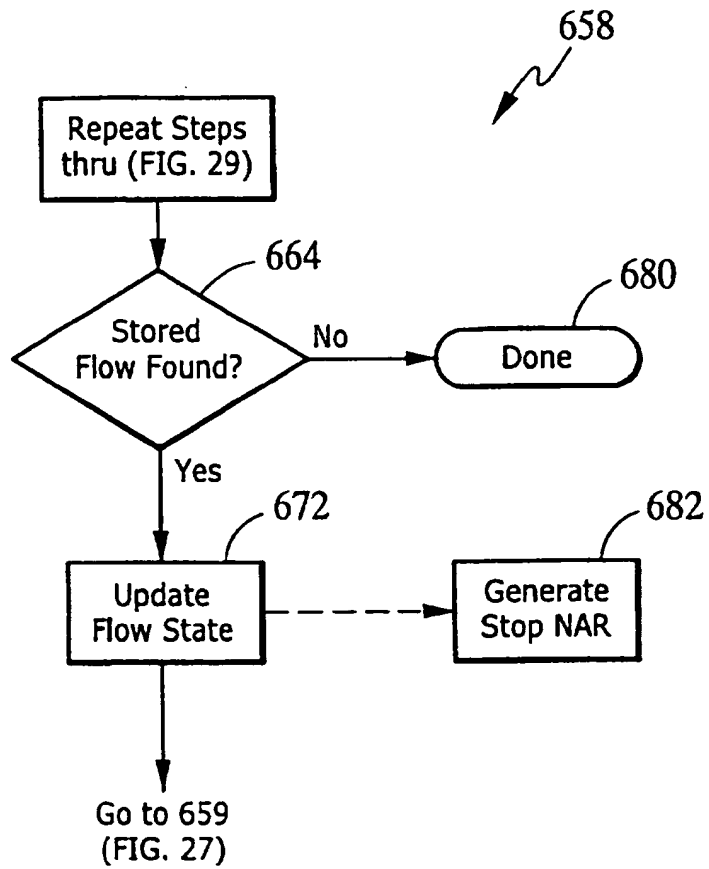 658
Repeat Steps
thru (FIG. 29)
664
Stored
Flow Found?
No
680
Done
Yes
672
Update
Flow State
682
Generate
Stop NAR
Go to 659
(FIG. 27)